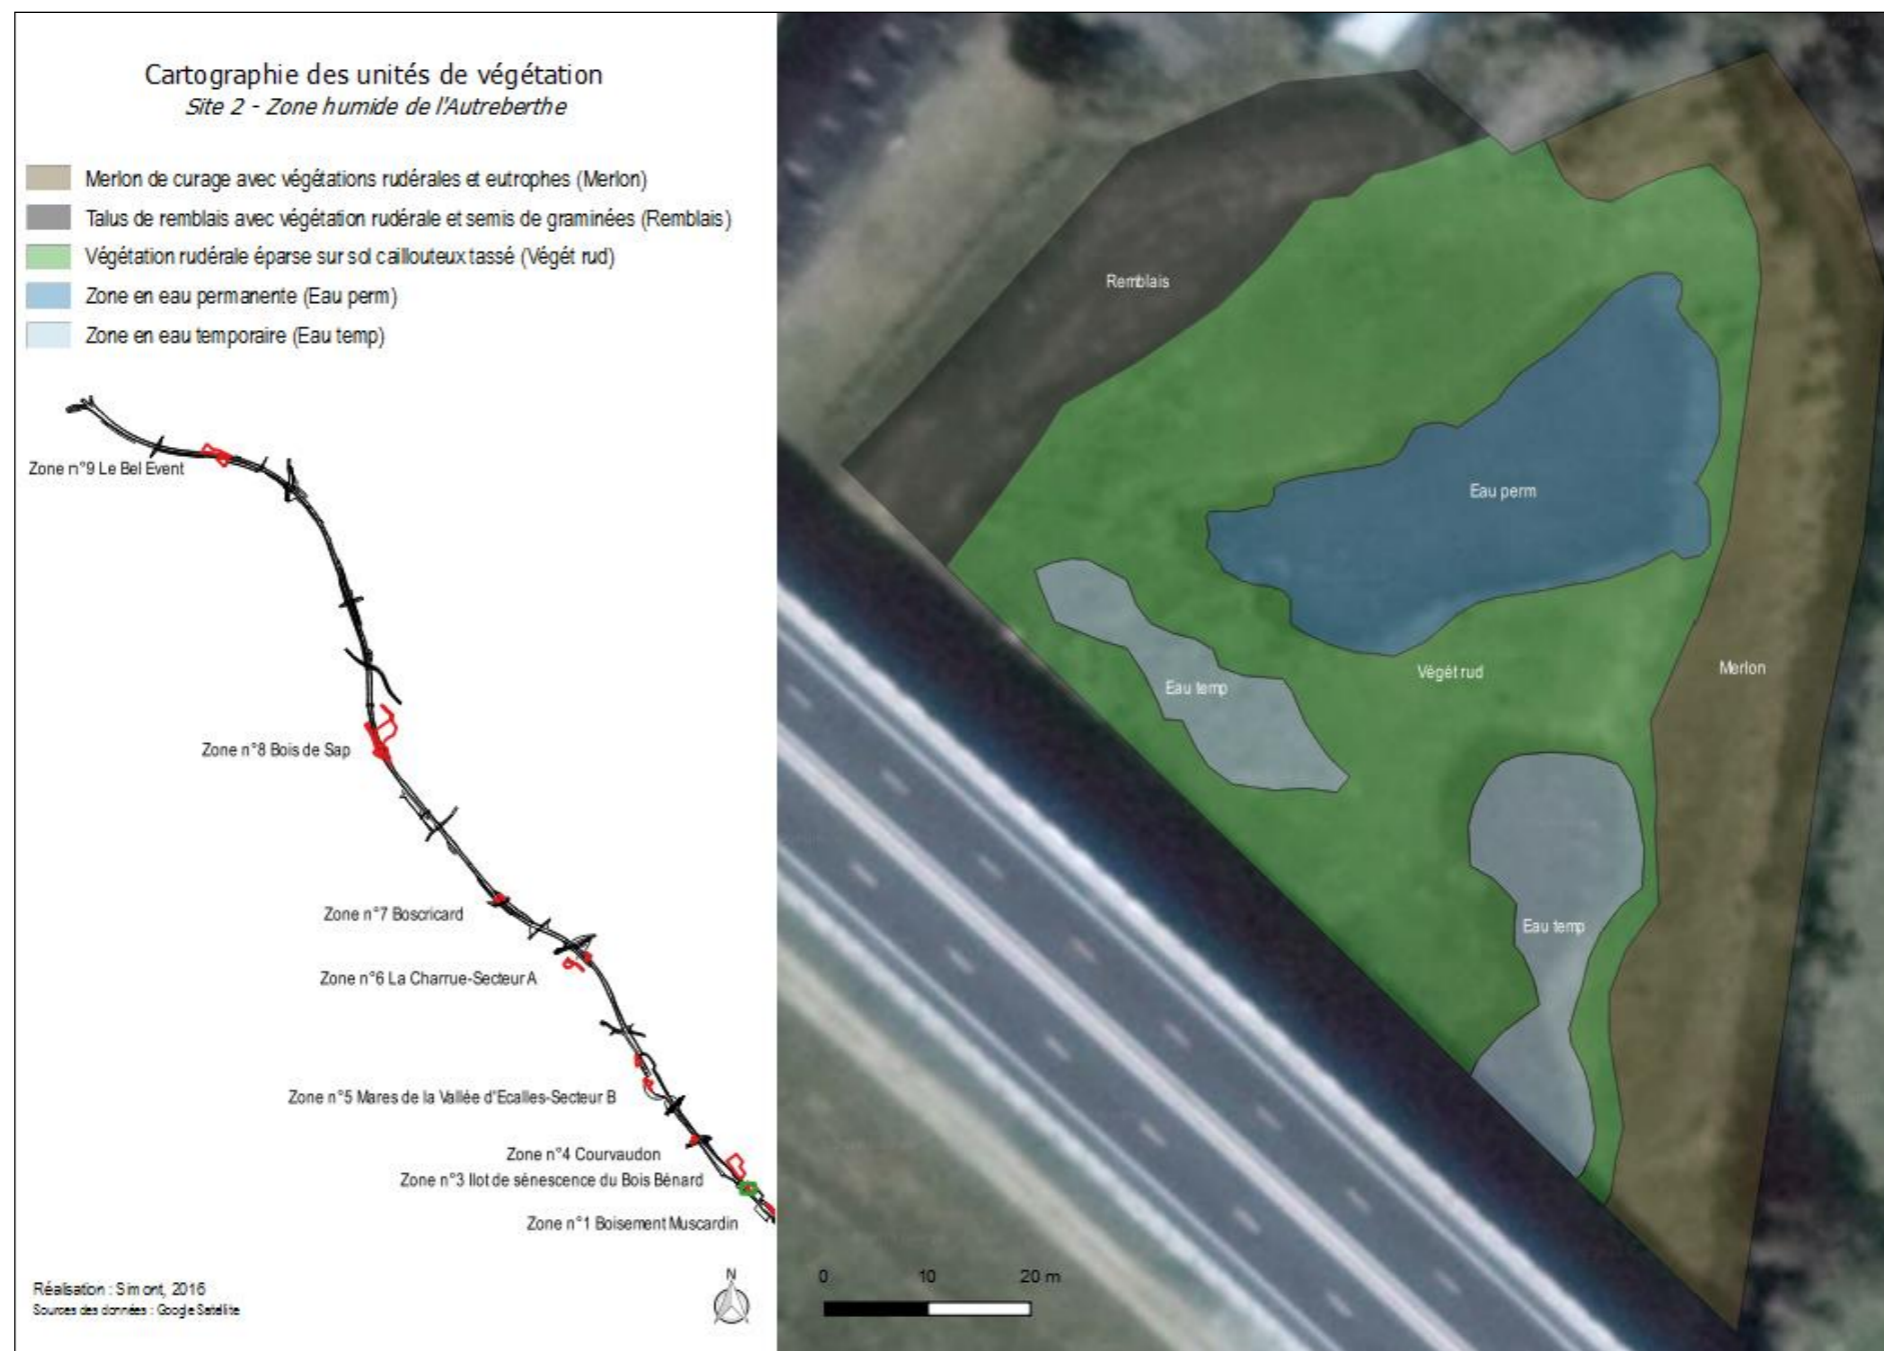 Cartographie des unités de végétation
Site 2 - Zone humide de l'Autreberthe
Merlon de curage avec végétations rudérales et eutrophes (Merlon)
Talus de remblais avec végétation rudérale et semis de graminées (Remblais)
Végétation rudérale éparse sur sol caillouteux tassé (Végét rud)
Zone en eau permanente (Eau perm)
Zone en eau temporaire (Eau temp)
Zone n°9 Le Bel Event
Zone n°8 Bois de Sap
Zone n°7 Boscricard
Zone n°6 La Charrue-Secteur A
Zone n°5 Mares de la Vallée d'Ecalles-Secteur B
Zone n°4 Courvaudon
Zone n°3 Ilot de sénescence du Bois Bénard
Zone n°1 Boisement Muscardin
Réalisation : Simont, 2016
Sources des données : Google Satellite
N
Remblais
Eau perm
Végét rud
Merlon
Eau temp
Eau temp
0 10 20 m